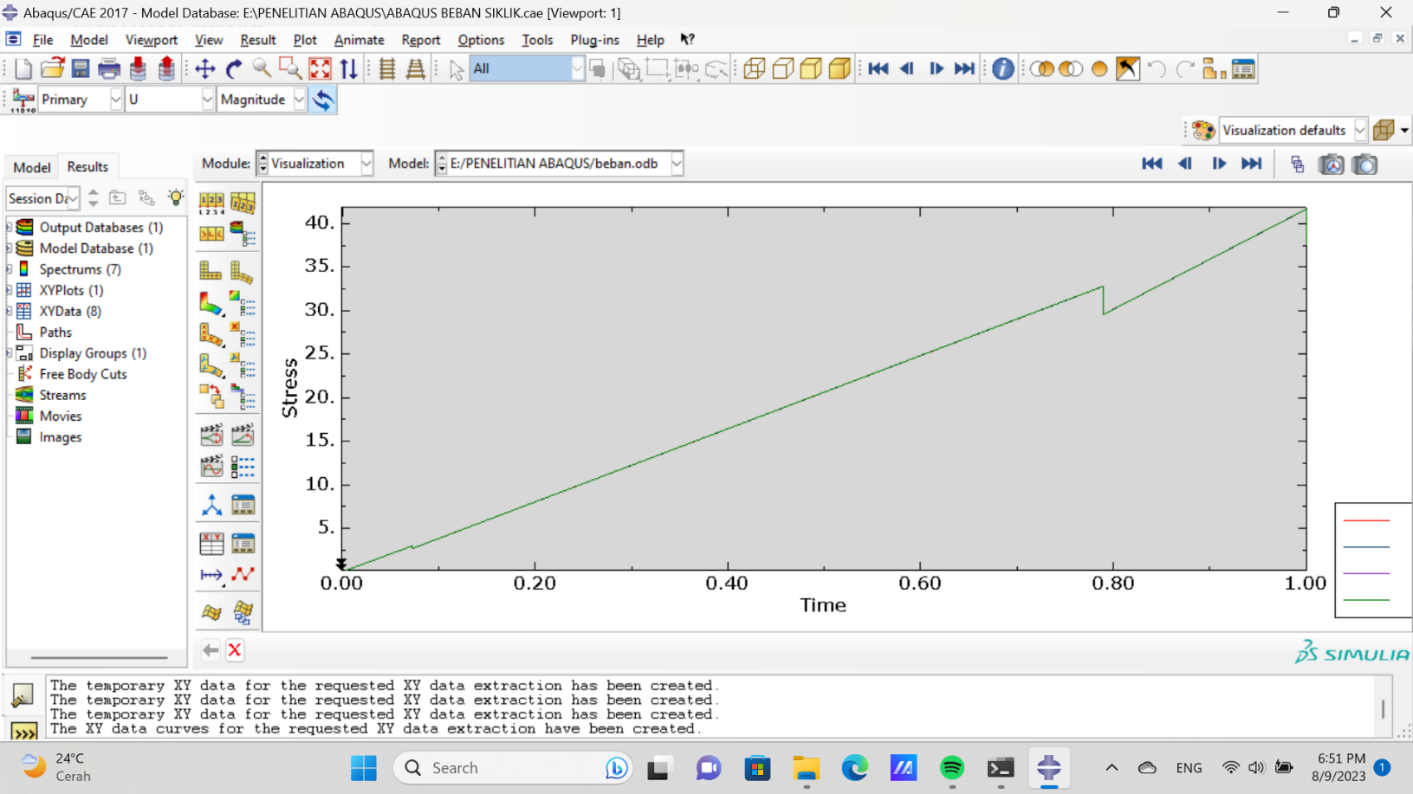 Abaqus/CAE 2017 - Model Database: E:\PENELITIAN ABAQUS\ABAQUS BEBAN SIKLIK.cae [Viewport: 1]
File Model Viewport View Result Plot Animate Report Options Tools Plug-ins Help
All
Primary U Magnitude
Visualization defaults
Model Results
Module: Visualization Model: E:/PENELITIAN ABAQUS/beban.odb
Session Da
Output Databases (1)
Model Database (1)
Spectrums (7)
XYPlots (1)
XYData (8)
Paths
Display Groups (1)
Free Body Cuts
Streams
Movies
Images
40.
35.
30.
25.
20.
15.
10.
5.
Stress
0.00 0.20 0.40 0.60 0.80 1.00
Time
SIMULIA
The temporary XY data for the requested XY data extraction has been created.
The temporary XY data for the requested XY data extraction has been created.
The temporary XY data for the requested XY data extraction has been created.
The XY data curves for the requested XY data extraction have been created.
24°C
Cerah
Search
ENG
6:51 PM
8/9/2023
1